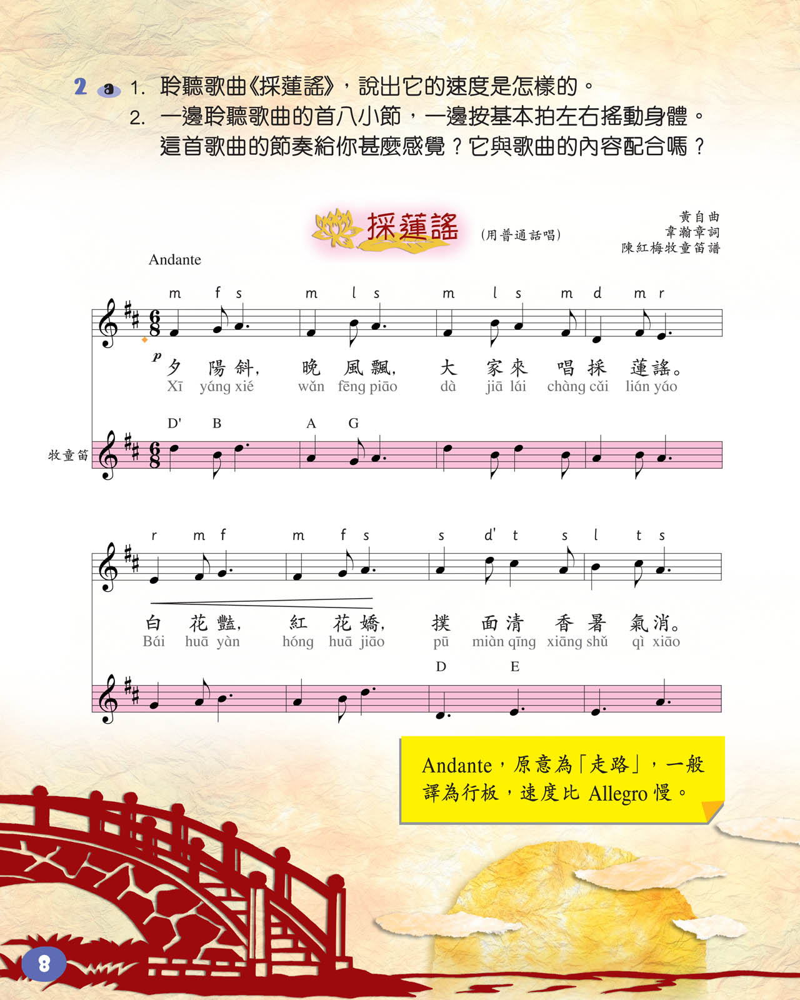 2 a 1. 聆聽歌曲《採蓮謠》，說出它的速度是怎樣的。
2. 一邊聆聽歌曲的首八小節，一邊按基本拍左右搖動身體。
這首歌曲的節奏給你甚麼感覺？它與歌曲的內容配合嗎？
採蓮謠 (用普通話唱)
黃自曲
韋瀚章詞
陳紅梅牧童笛譜
Andante
m f s m l s m l s m d m r
6 8
p
夕陽斜，晚風飄，大家來唱採蓮謠。
Xī yáng xié wǎn fēng piāo dà jiā lái chàng cǎi lián yáo
D' B A G
牧童笛
6 8
r m f m f s s d' t s l t s
白花豔，紅花嬌，撲面清香暑氣消。
Bái huā yàn hóng huā jiāo pū miàn qīng xiāng shǔ qì xiāo
D E
Andante，原意為「走路」，一般
譯為行板，速度比 Allegro 慢。
8